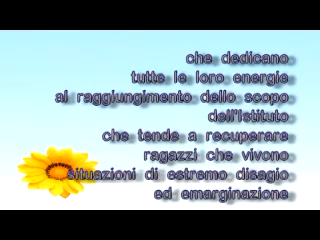 che dedicano
tutte le loro energie
al raggiungimento dello scopo
dell'Istituto
che tende a recuperare
ragazzi che vivono
situazioni di estremo disagio
ed emarginazione